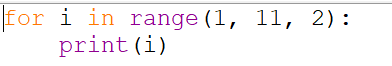 for i in range(1, 11, 2):
    print(i)